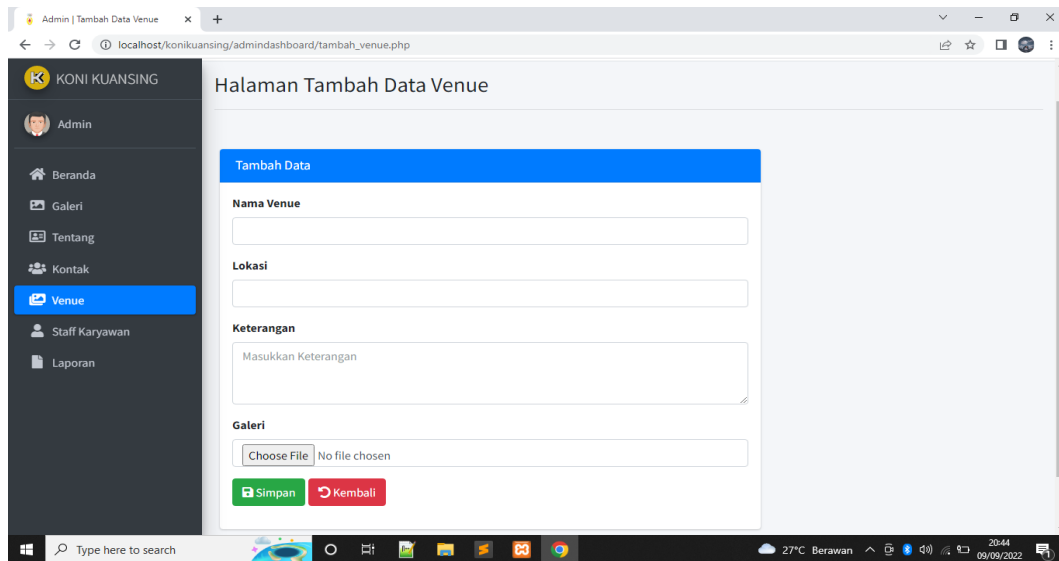 Admin | Tambah Data Venue
localhost/konikuansing/admindashboard/tambah_venue.php
KONI KUANSING
Admin
Beranda
Galeri
Tentang
Kontak
Venue
Staff Karyawan
Laporan
Halaman Tambah Data Venue
Tambah Data
Nama Venue
Lokasi
Keterangan
Masukkan Keterangan
Galeri
Choose File No file chosen
Simpan Kembali
Type here to search
27°C Berawan
20:44
09/09/2022